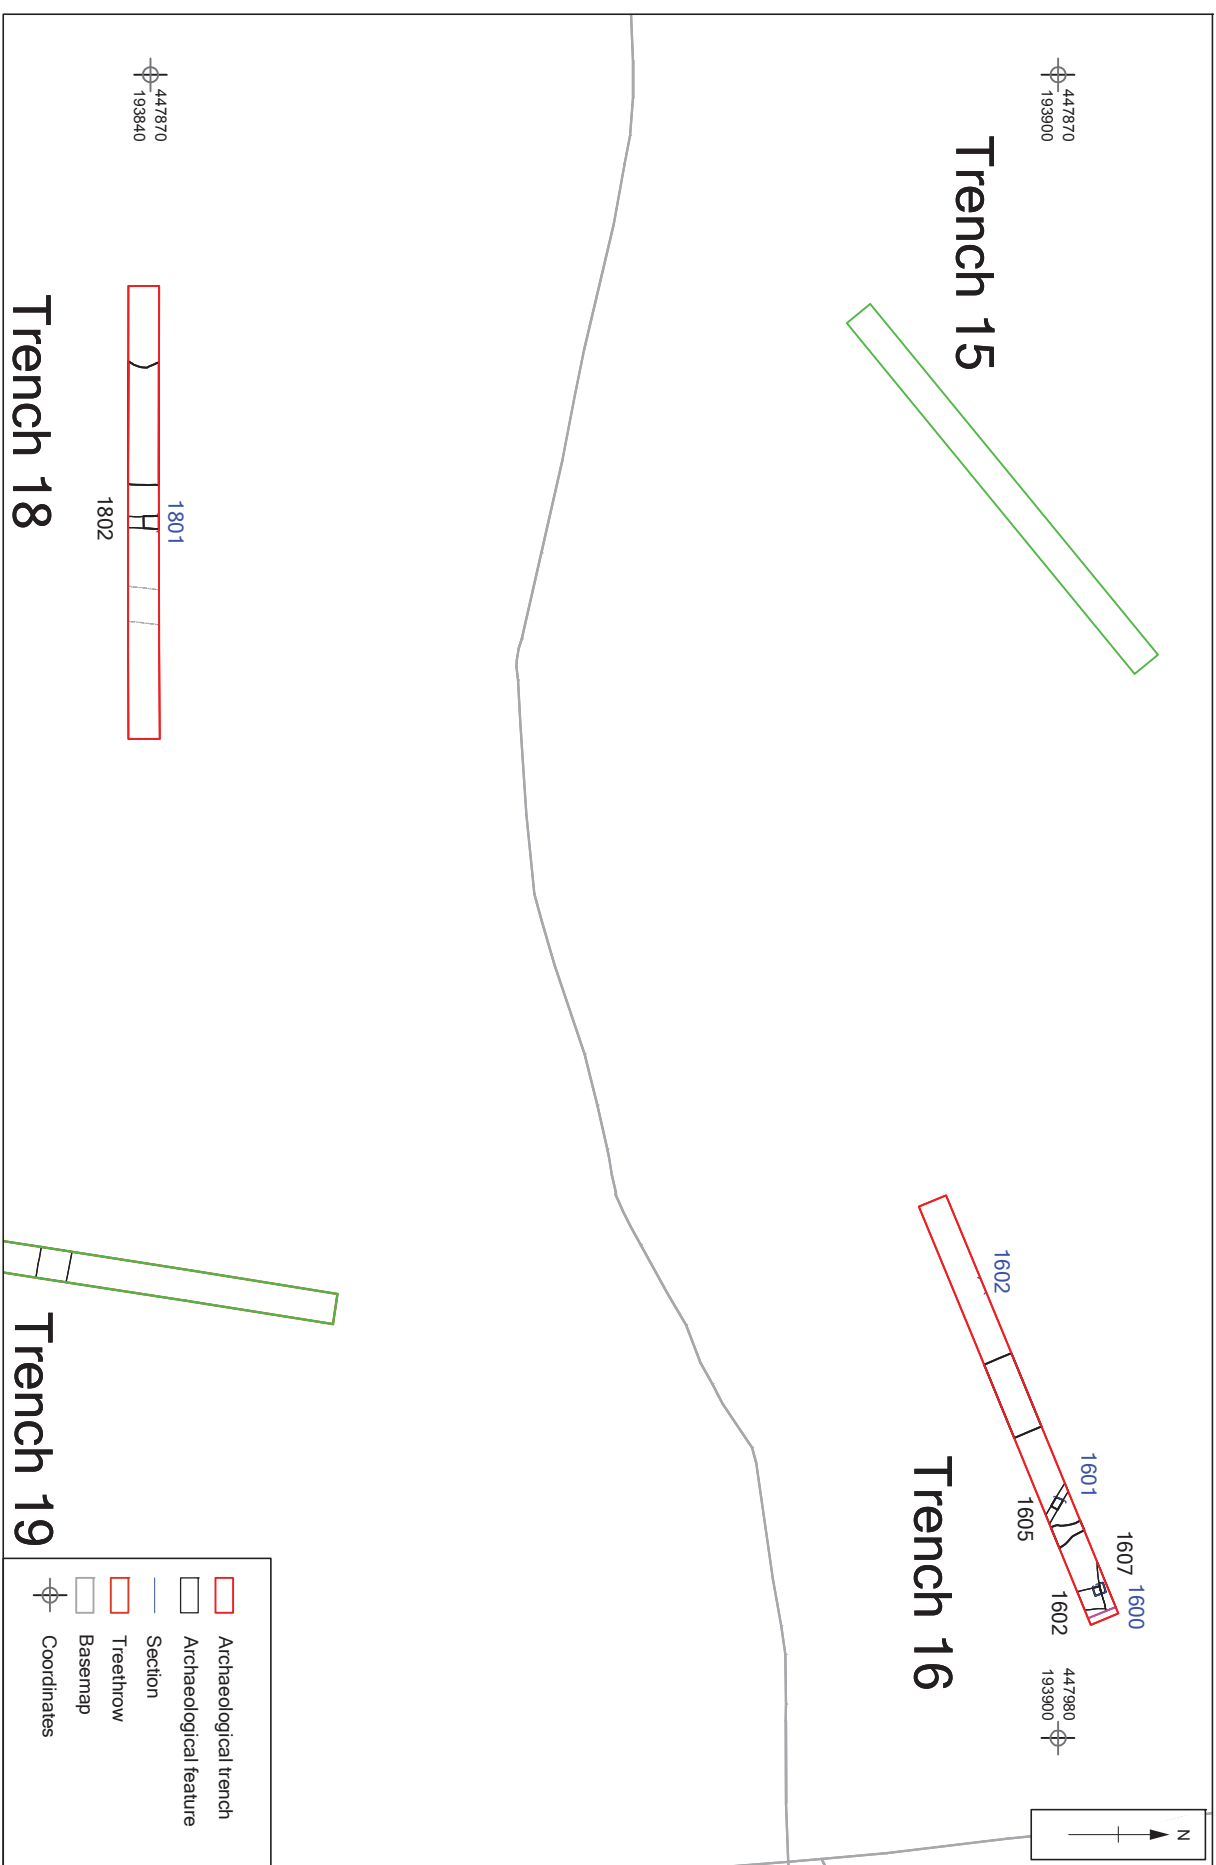 447870
193900
Trench 15
1602
1601
1605
1607
1600
1602
447980
193900
N
Trench 16
447870
193840
1801
1802
Trench 18
Trench 19
Archaeological trench
Archaeological feature
Section
Treethrow
Basemap
Coordinates